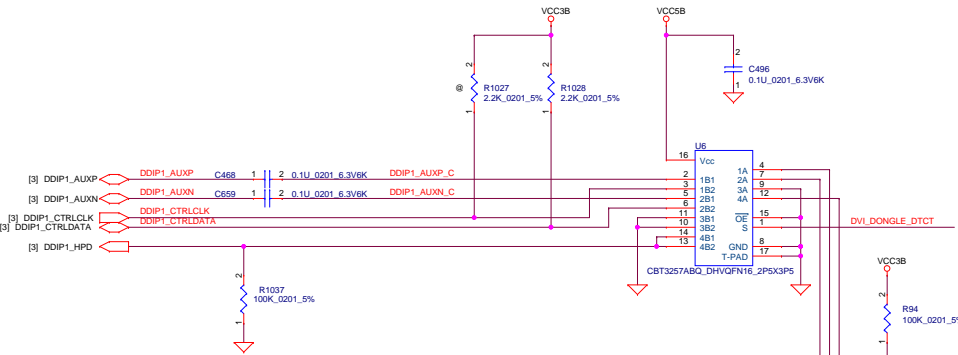 VCC3B
VCC5B
2
C496
0.1U_0201_6.3V6K
1
2
@ R1027
2.2K_0201_5%
1
2
R1028
2.2K_0201_5%
1
U6
16 Vcc
2 1B1
3 1B2
5 2B1
6 2B2
11 3B1
10 3B2
14 4B1
13 4B2
1A 4
2A 7
3A 9
4A 12
OE 15
S 1
GND 8
T-PAD 17
CBT3257ABQ_DHVQFN16_2P5X3P5
[3] DDIP1_AUXP DDIP1_AUXP C468 1 2 0.1U_0201_6.3V6K DDIP1_AUXP_C
[3] DDIP1_AUXN DDIP1_AUXN C659 1 2 0.1U_0201_6.3V6K DDIP1_AUXN_C
[3] DDIP1_CTRLCLK DDIP1_CTRLCLK
[3] DDIP1_CTRLDATA DDIP1_CTRLDATA
[3] DDIP1_HPD
DVI_DONGLE_DTCT
2
R1037
100K_0201_5%
1
VCC3B
2
R94
100K_0201_5%
1